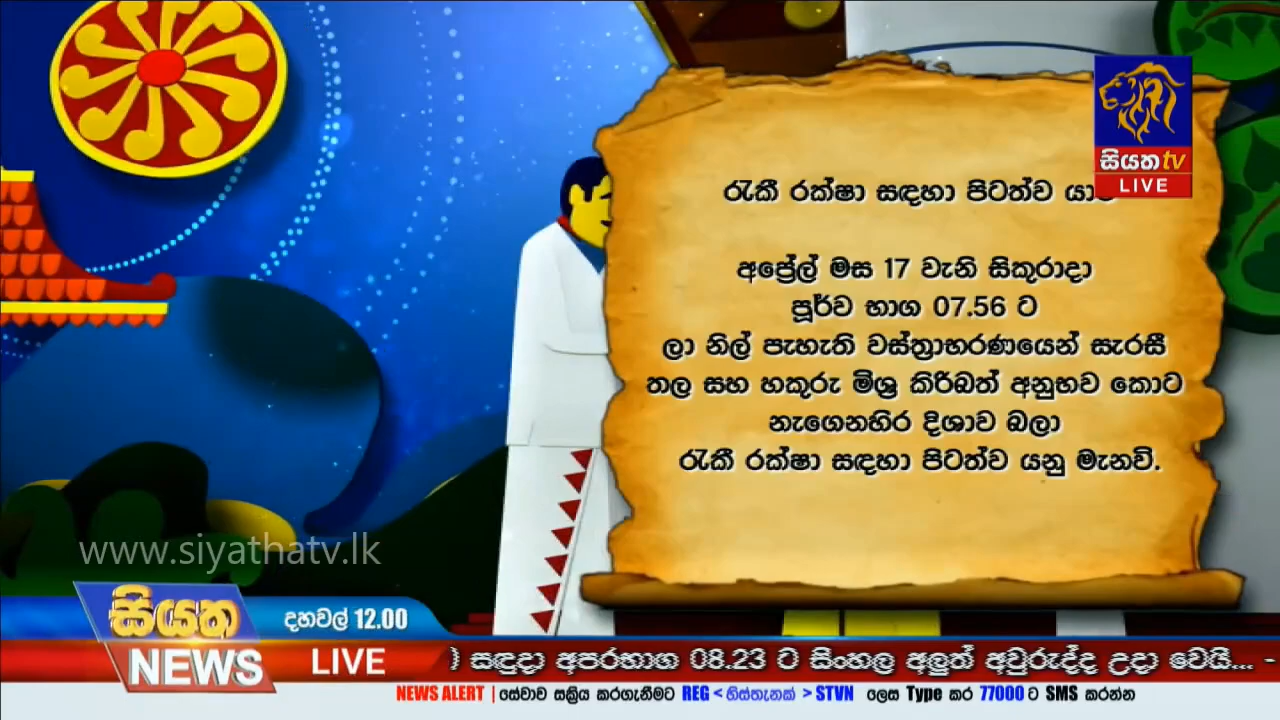 සියත tv
LIVE
රැකී රක්ෂා සඳහා පිටත්ව
අප්‍රේල් මස 17 වැනි සිකුරාදා
පූර්ව භාග 07.56 ට
ලා නිල් පැහැති වස්ත්‍රාභරණයෙන් සැරසී
තල සහ හකුරු මිශ්‍ර කිරිබත් අනුභව කොට
නැගෙනහිර දිශාව බලා
රැකී රක්ෂා සඳහා පිටත්ව යනු මැනවි.
www.siyathatv.lk
සියත
දහවල් 12.00
NEWS LIVE ) සඳුදා අපරභාග 08.23 ට සිංහල අලුත් අවුරුද්ද උදා වෙයි... -
NEWS ALERT | සේවාව සක්‍රිය කරගැනීමට REG < හිස්තැනක් > STVN ලෙස Type කර 77000 ට SMS කරන්න